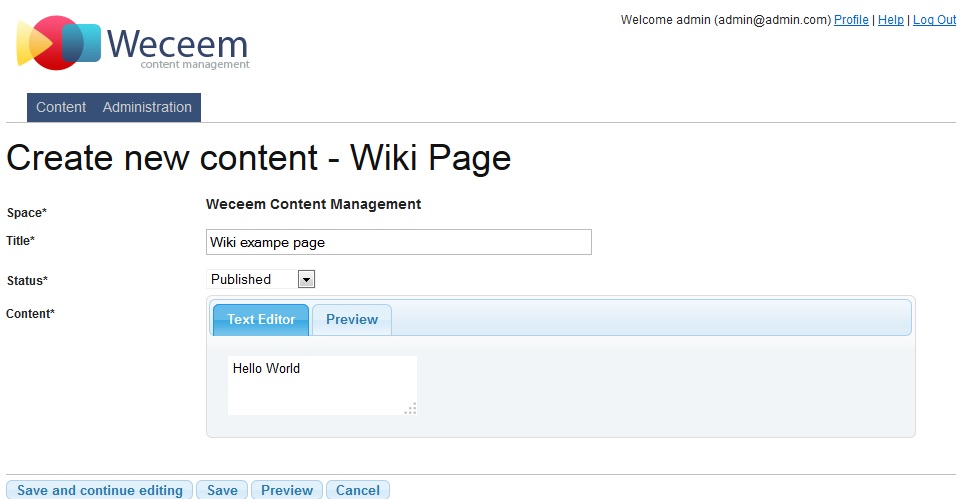 Welcome admin (admin@admin.com) Profile | Help | Log Out
Weceem
content management
Content Administration
Create new content - Wiki Page
Space* Weceem Content Management
Title* Wiki exampe page
Status* Published
Content* Text Editor Preview
Hello World
Save and continue editing Save Preview Cancel